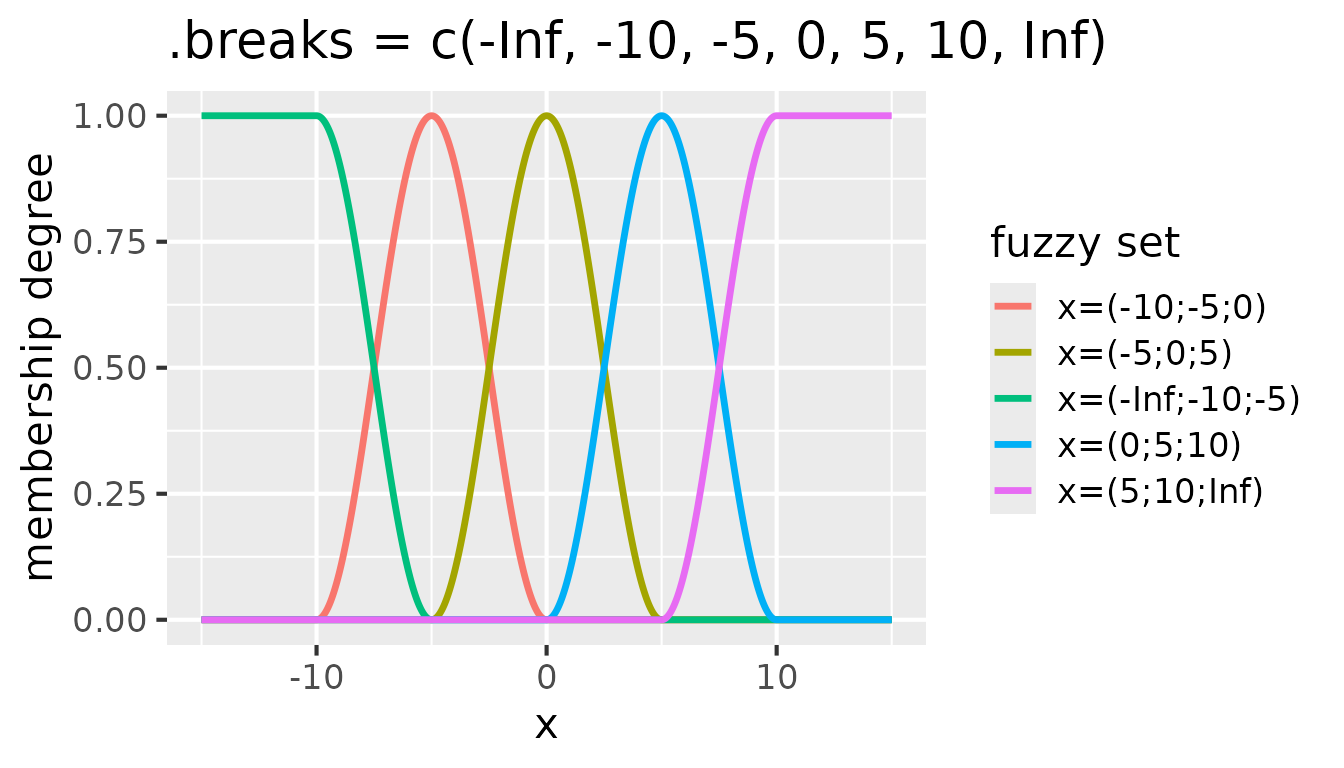 .breaks = c(-Inf, -10, -5, 0, 5, 10, Inf)
membership degree
1.00
0.75
0.50
0.25
0.00
-10
0
10
x
fuzzy set
x=(-10;-5;0)
x=(-5;0;5)
x=(-Inf;-10;-5)
x=(0;5;10)
x=(5;10;Inf)